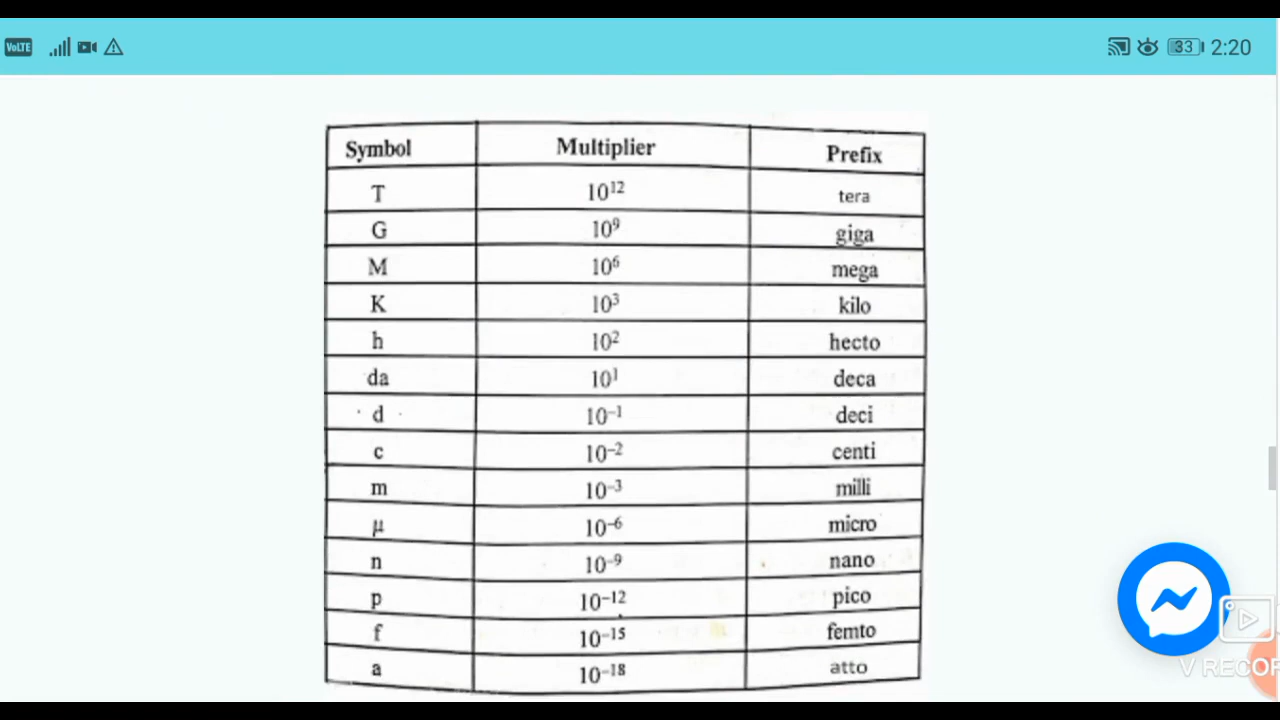 VoLTE 33 2:20
Symbol Multiplier Prefix
T 10¹² tera
G 10⁹ giga
M 10⁶ mega
K 10³ kilo
h 10² hecto
da 10¹ deca
d 10⁻¹ deci
c 10⁻² centi
m 10⁻³ milli
μ 10⁻⁶ micro
n 10⁻⁹ nano
p 10⁻¹² pico
f 10⁻¹⁵ femto
a 10⁻¹⁸ atto
V RECOR